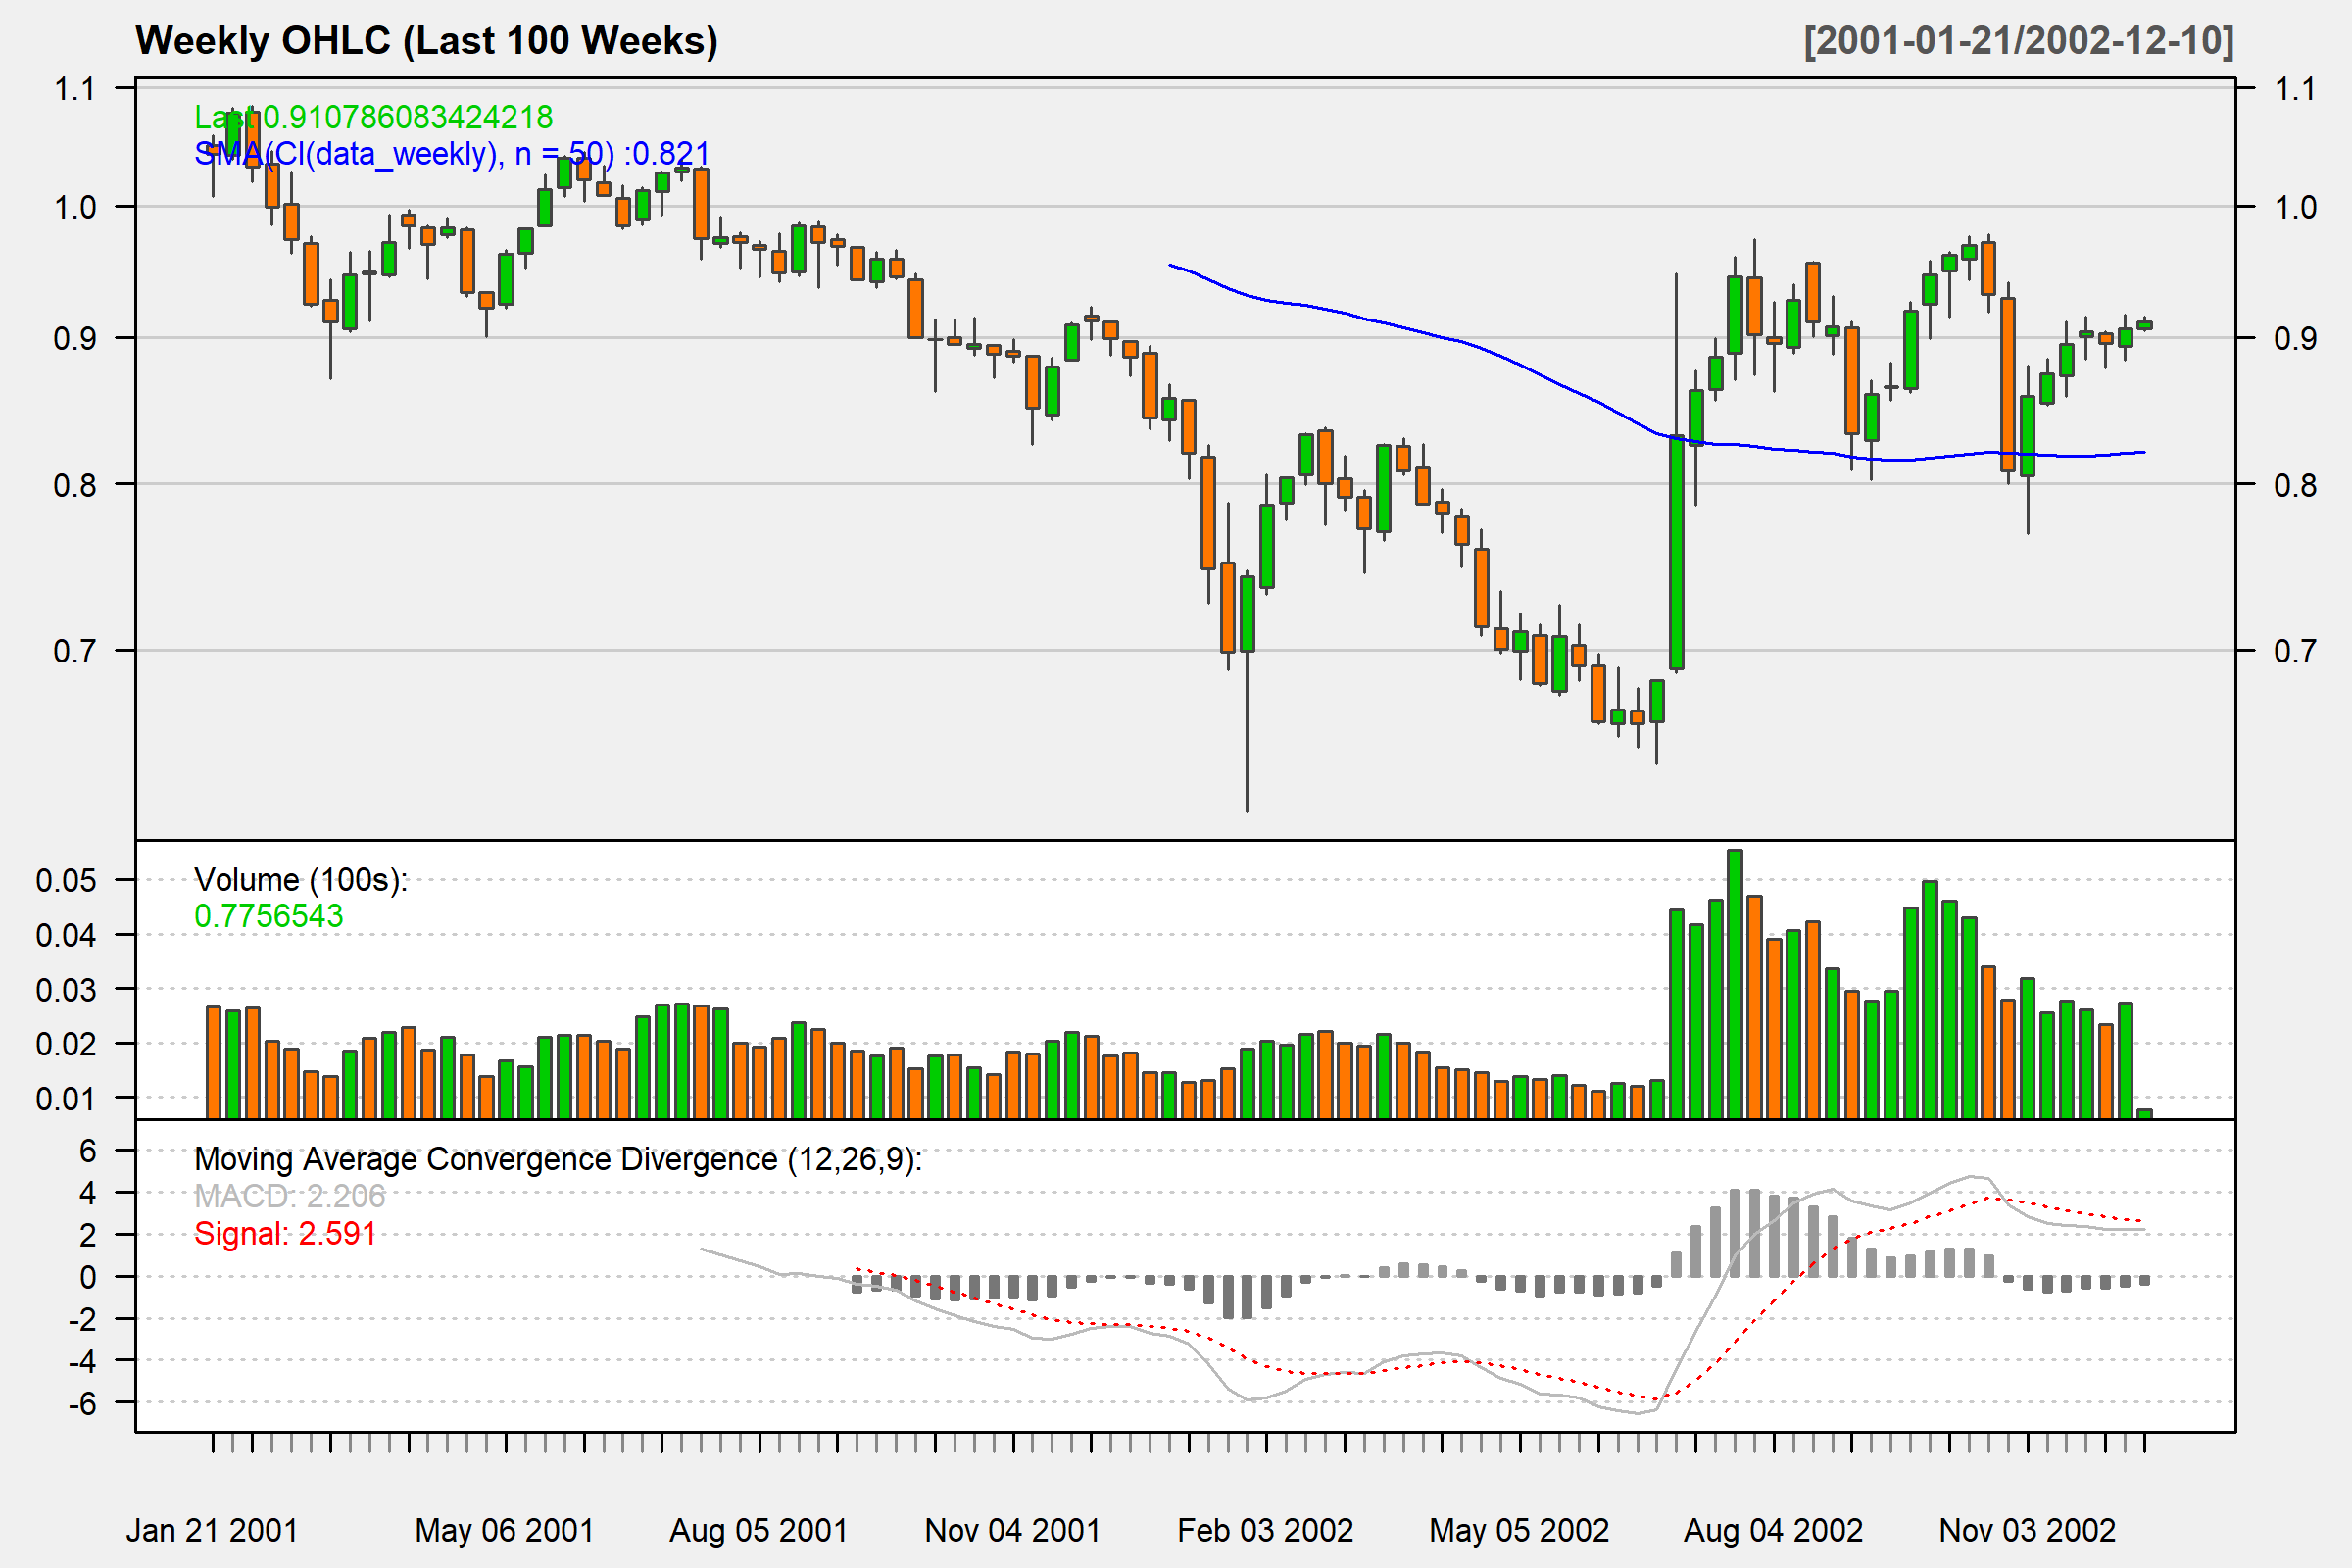 Weekly OHLC (Last 100 Weeks)
[2001-01-21/2002-12-10]
1.1
1.0
0.9
0.8
0.7
1.1
1.0
0.9
0.8
0.7
Last 0.910786083424218
SMA(Cl(data_weekly), n = 50) :0.821
0.05
0.04
0.03
0.02
0.01
Volume (100s):
0.7756543
6
4
2
0
-2
-4
-6
Moving Average Convergence Divergence (12,26,9):
MACD: 2.206
Signal: 2.591
Jan 21 2001
May 06 2001
Aug 05 2001
Nov 04 2001
Feb 03 2002
May 05 2002
Aug 04 2002
Nov 03 2002